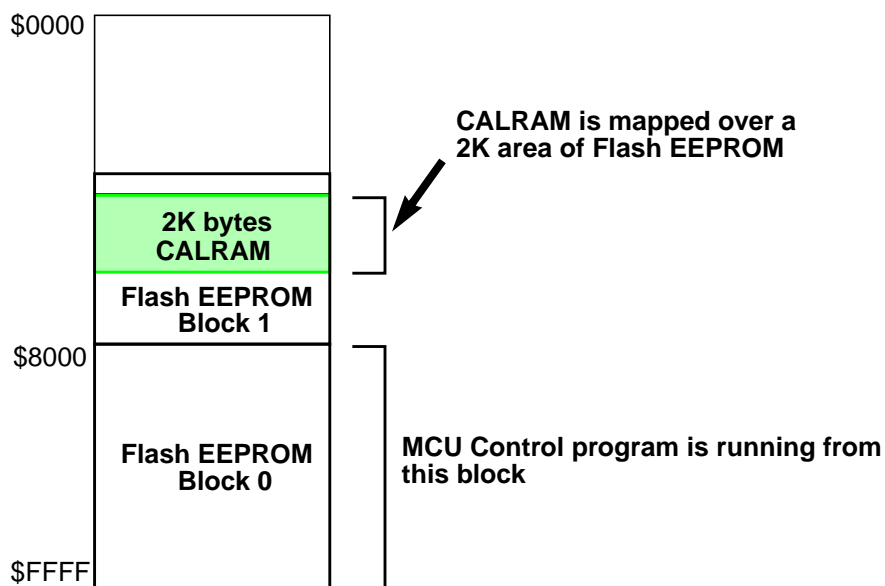 $0000
CALRAM is mapped over a
2K area of Flash EEPROM
2K bytes
CALRAM
Flash EEPROM
Block 1
$8000
Flash EEPROM
Block 0
MCU Control program is running from
this block
$FFFF